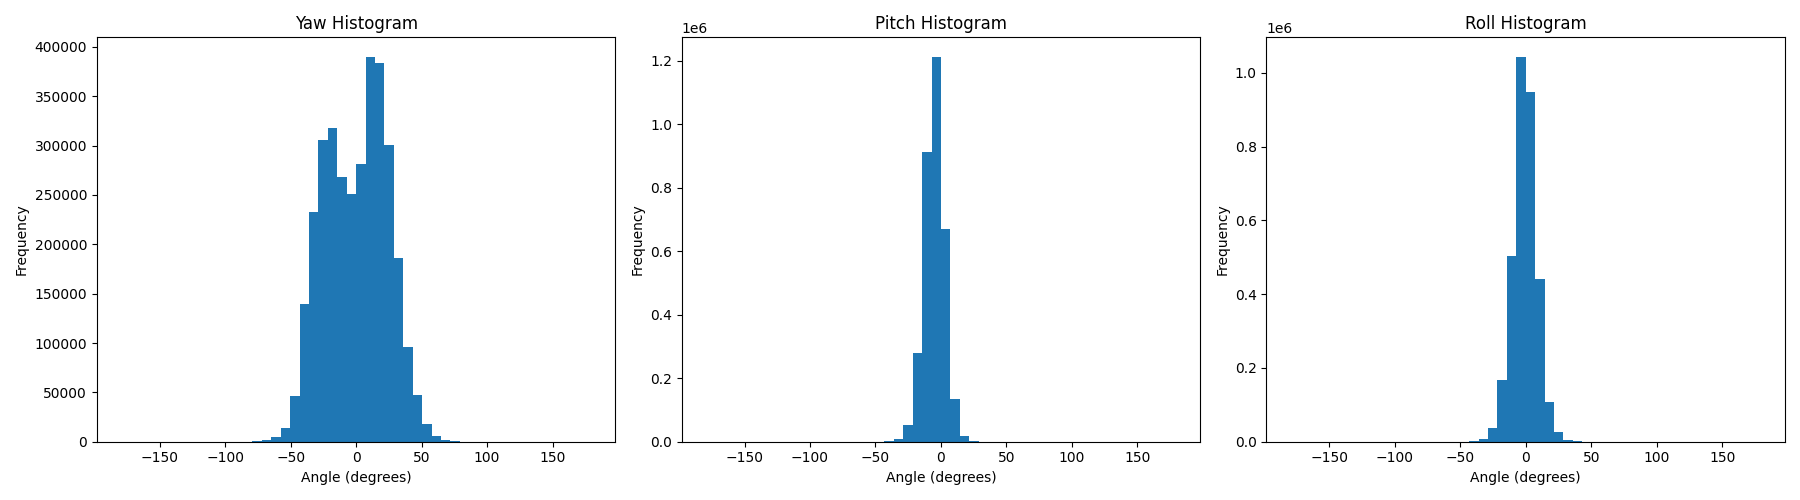 Yaw Histogram
400000
350000
300000
250000
200000
150000
100000
50000
0
Frequency
−150 −100 −50 0 50 100 150
Angle (degrees)
Pitch Histogram
1e6
1.2
1.0
0.8
0.6
0.4
0.2
0.0
Frequency
−150 −100 −50 0 50 100 150
Angle (degrees)
Roll Histogram
1e6
1.0
0.8
0.6
0.4
0.2
0.0
Frequency
−150 −100 −50 0 50 100 150
Angle (degrees)